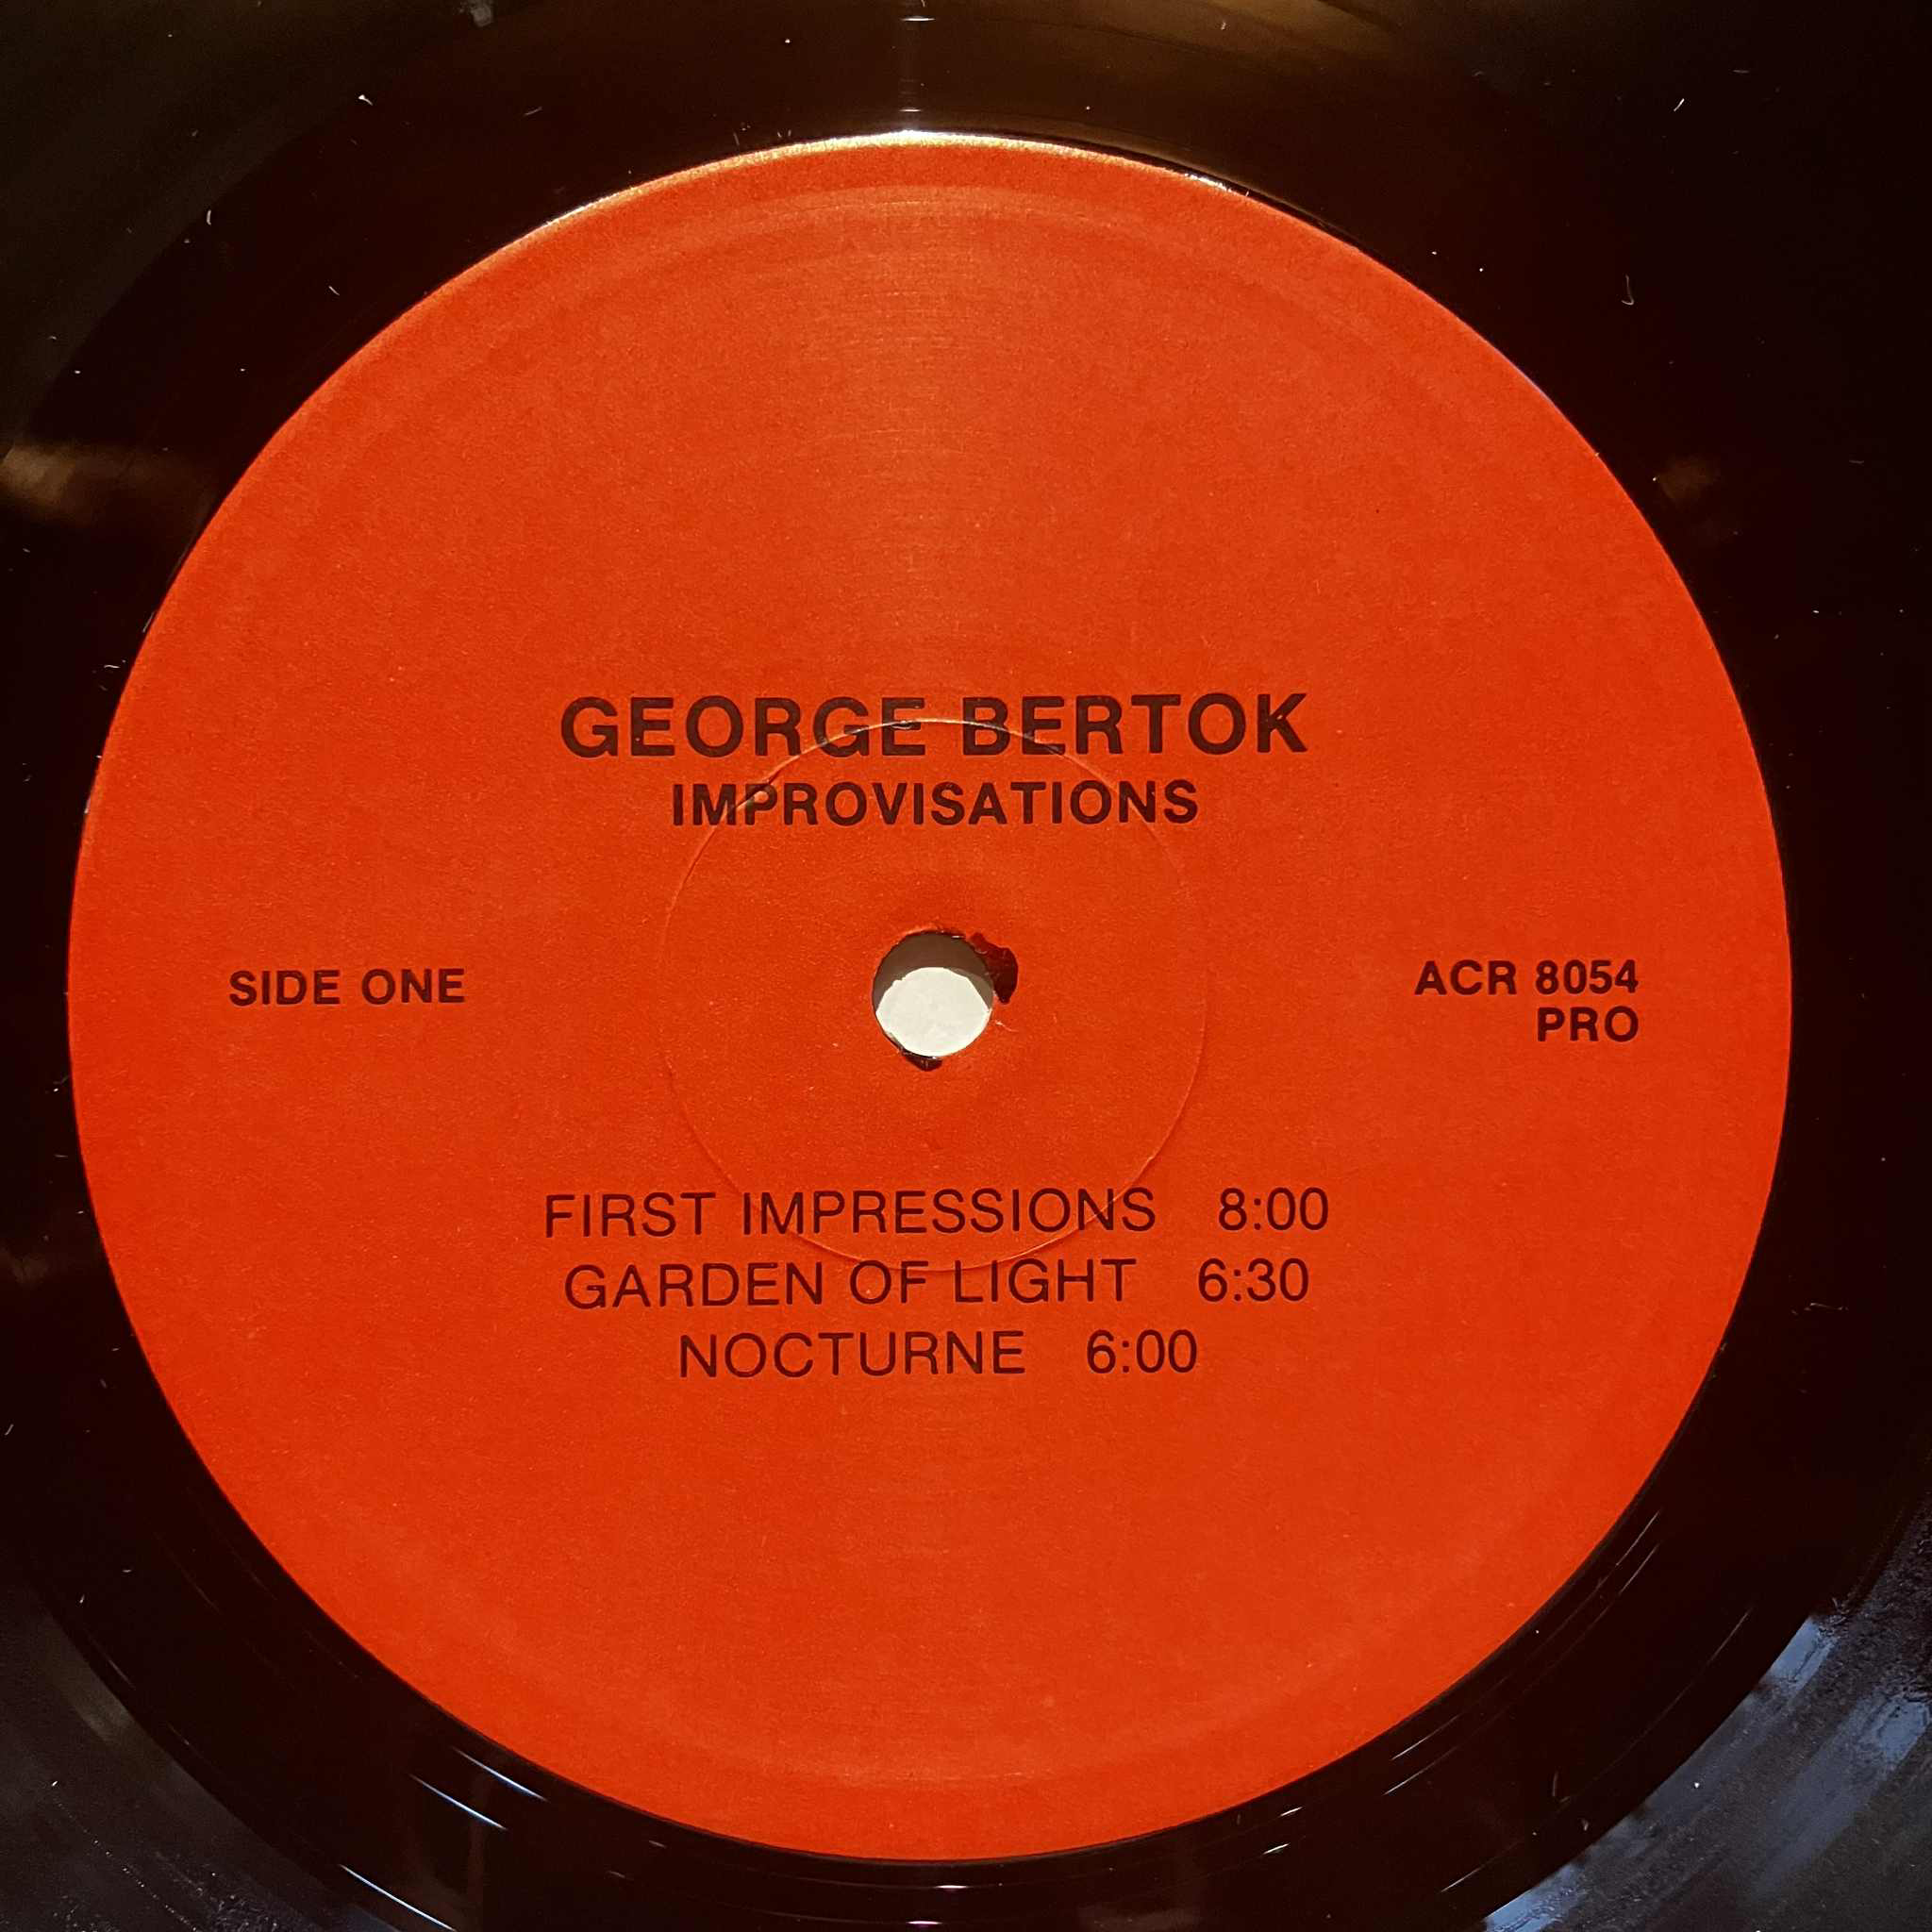 GEORGE BERTOK
IMPROVISATIONS
SIDE ONE
ACR 8054
PRO
FIRST IMPRESSIONS 8:00
GARDEN OF LIGHT 6:30
NOCTURNE 6:00